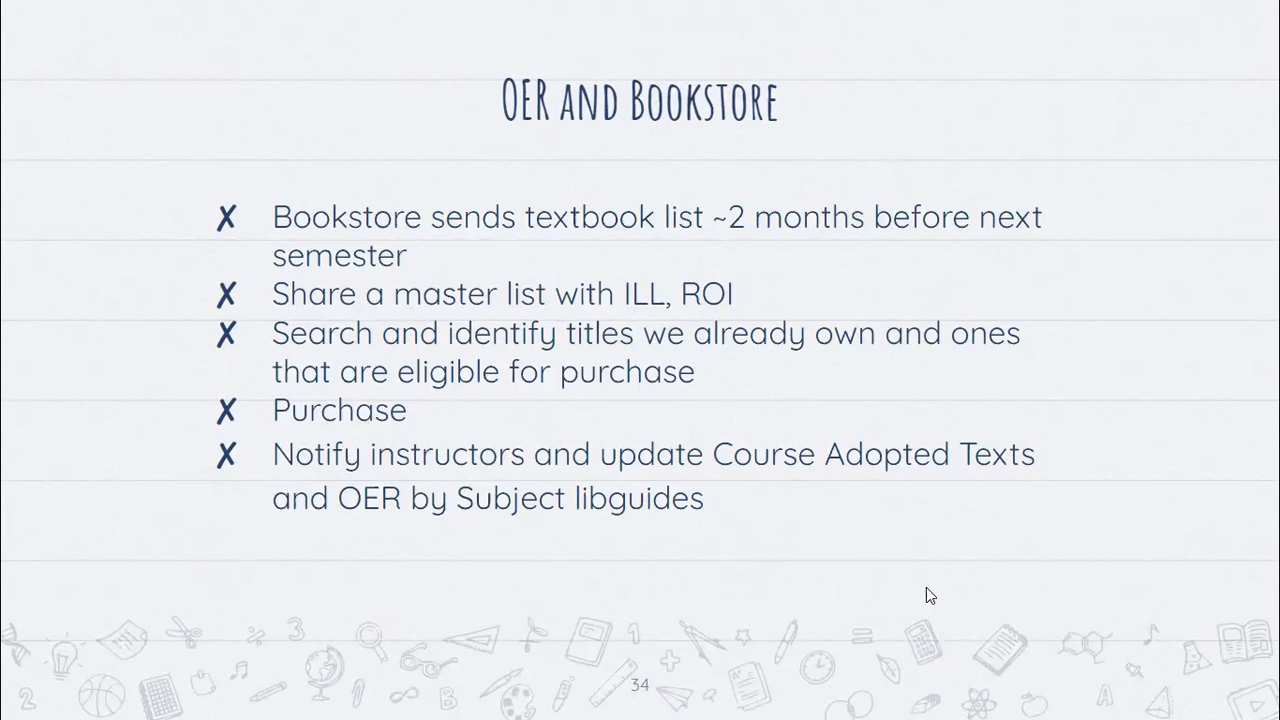 OER and Bookstore
✗ Bookstore sends textbook list ~2 months before next
semester
✗ Share a master list with ILL, ROI
✗ Search and identify titles we already own and ones
that are eligible for purchase
✗ Purchase
✗ Notify instructors and update Course Adopted Texts
and OER by Subject libguides
34